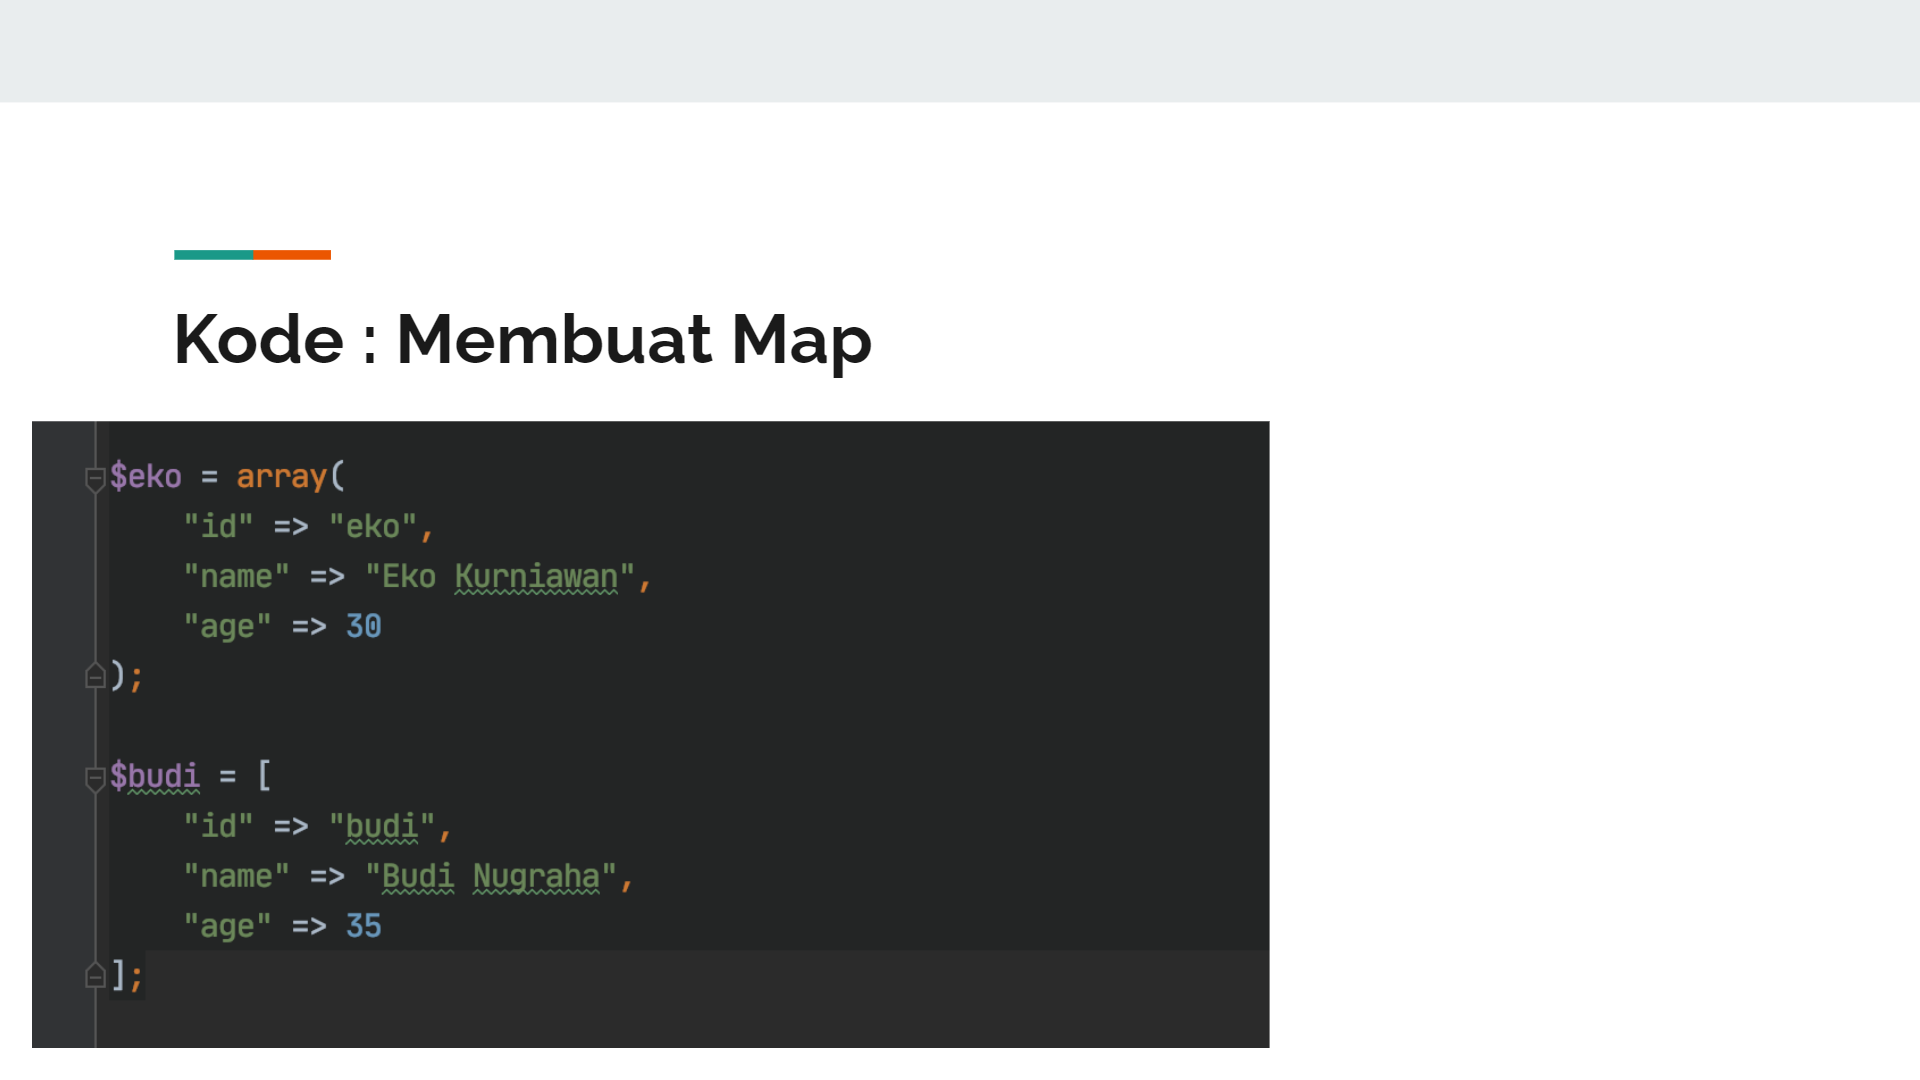 Kode : Membuat Map
$eko = array(
"id" => "eko",
"name" => "Eko Kurniawan",
"age" => 30
);
$budi = [
"id" => "budi",
"name" => "Budi Nugraha",
"age" => 35
];